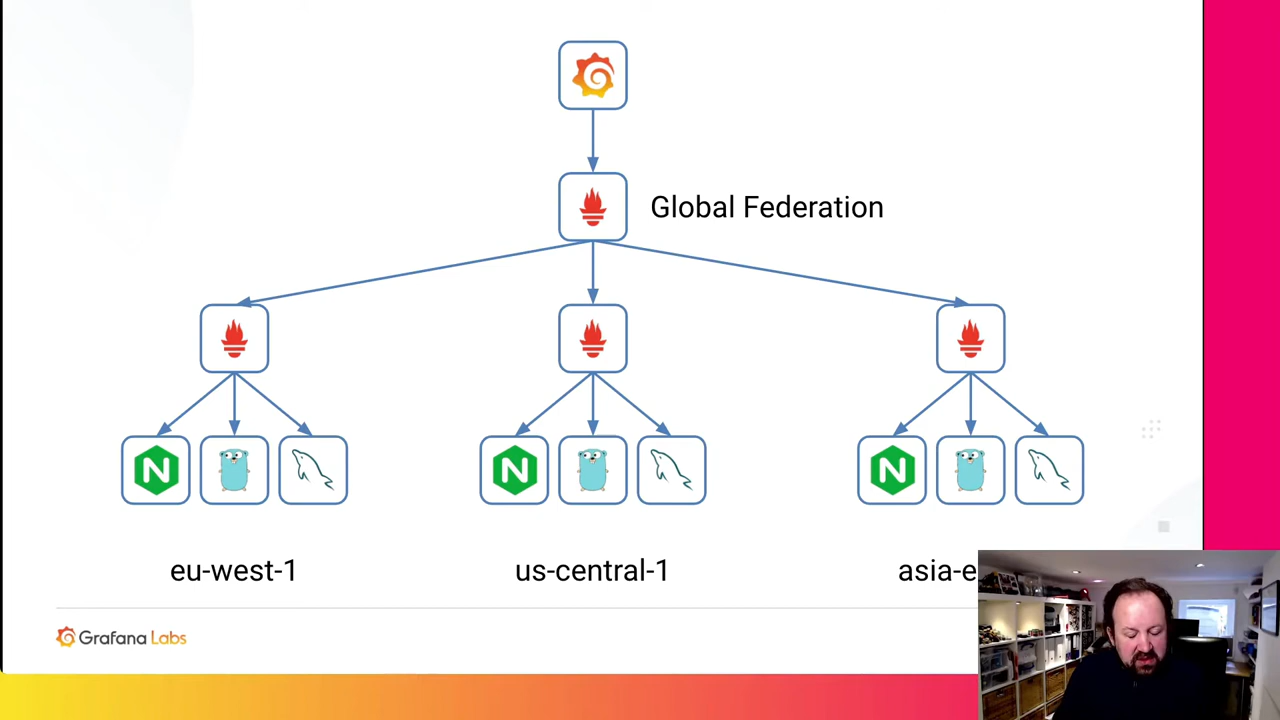 Global Federation
eu-west-1
us-central-1
asia-e
Grafana Labs